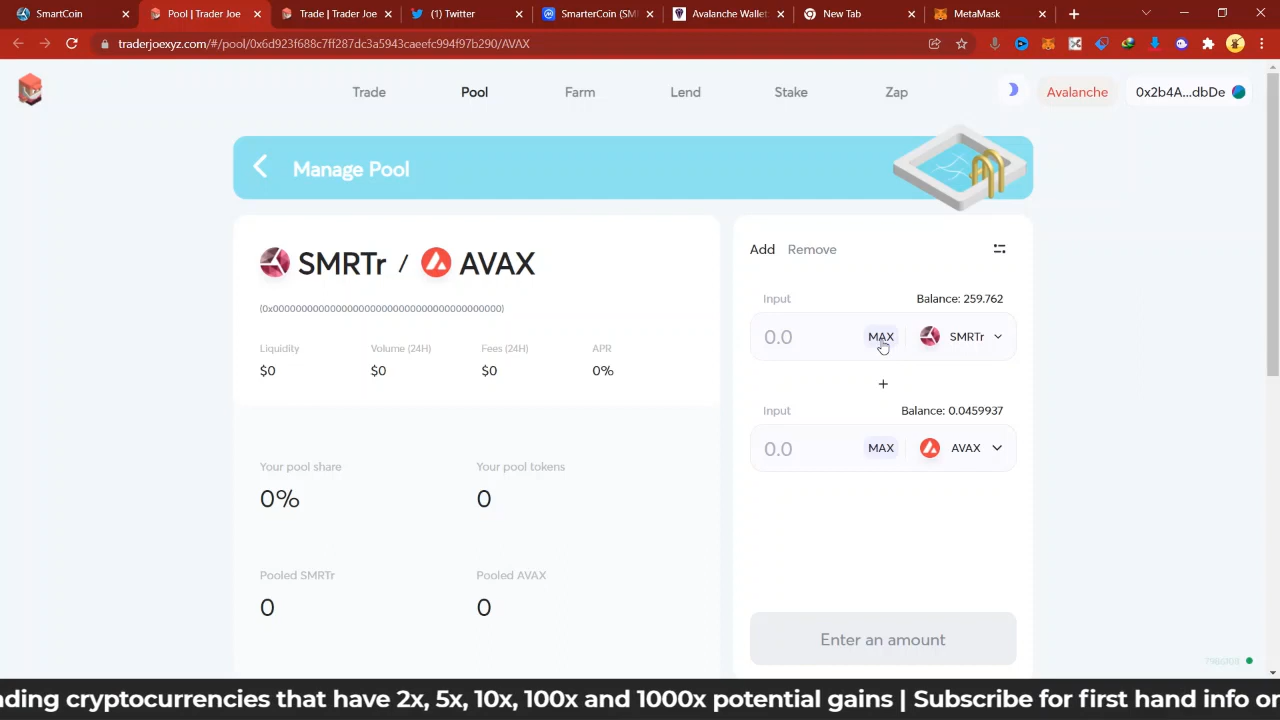 SmartCoin
Pool | Trader Joe
Trade | Trader Joe
(1) Twitter
SmarterCoin (SM
Avalanche Wallet
New Tab
MetaMask
traderjoexyz.com/#/pool/0x6d923f688c7ff287dc3a5943caeefc994f97b290/AVAX
Trade
Pool
Farm
Lend
Stake
Zap
Avalanche
0x2b4A...dbDe
Manage Pool
SMRTr / AVAX
(0x0000000000000000000000000000000000000000)
Liquidity
Volume (24H)
Fees (24H)
APR
$0
$0
$0
0%
Your pool share
Your pool tokens
0%
0
Pooled SMRTr
Pooled AVAX
0
0
Add
Remove
Input
Balance: 259.762
0.0
MAX
SMRTr
+
Input
Balance: 0.0459937
0.0
MAX
AVAX
Enter an amount
ading cryptocurrencies that have 2x, 5x, 10x, 100x and 1000x potential gains | Subscribe for first hand info or